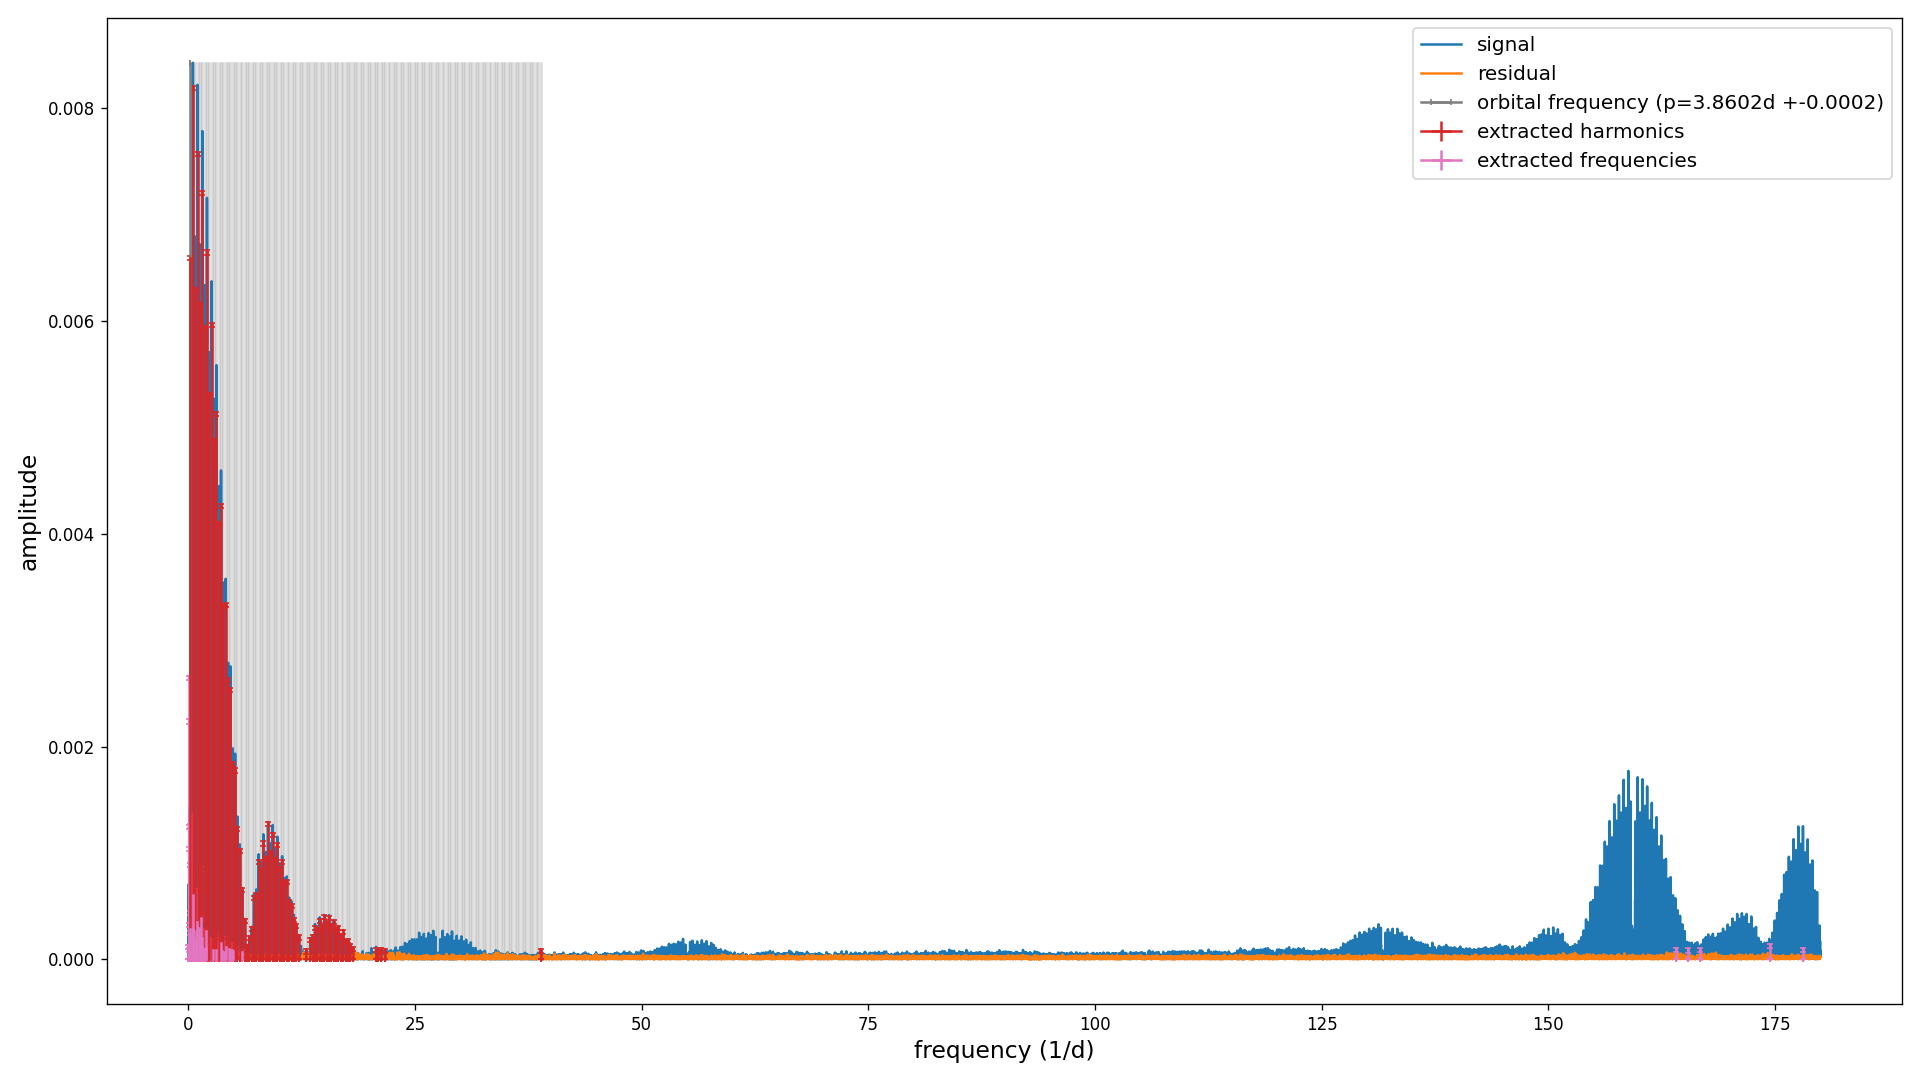 signal
residual
orbital frequency (p=3.8602d +-0.0002)
extracted harmonics
extracted frequencies
0.008
0.006
0.004
0.002
0.000
amplitude
0 25 50 75 100 125 150 175
frequency (1/d)